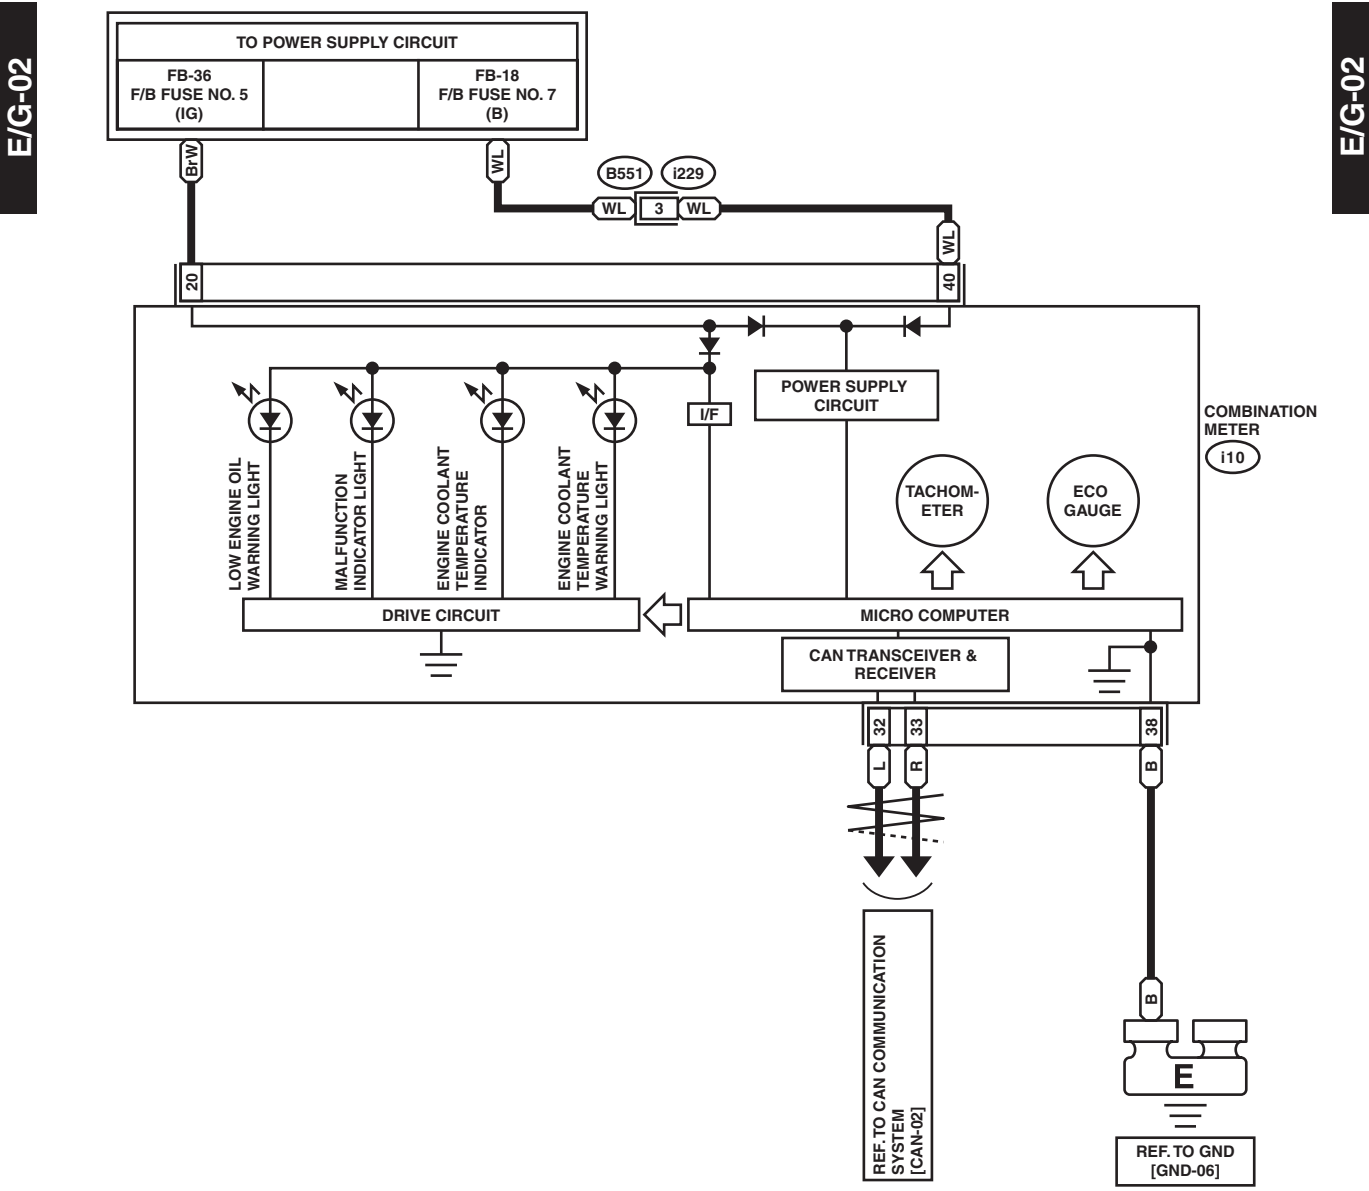 E/G-02
E/G-02
TO POWER SUPPLY CIRCUIT
FB-36
F/B FUSE NO. 5
(IG)
FB-18
F/B FUSE NO. 7
(B)
BrW
WL
B551
i229
WL
3
WL
WL
20
40
I/F
POWER SUPPLY
CIRCUIT
COMBINATION
METER
i10
LOW ENGINE OIL
WARNING LIGHT
MALFUNCTION
INDICATOR LIGHT
ENGINE COOLANT
TEMPERATURE
INDICATOR
ENGINE COOLANT
TEMPERATURE
WARNING LIGHT
TACHOM-
ETER
ECO
GAUGE
DRIVE CIRCUIT
MICRO COMPUTER
CAN TRANSCEIVER &
RECEIVER
32
33
38
L
R
B
B
E
REF. TO CAN COMMUNICATION
SYSTEM
[CAN-02]
REF. TO GND
[GND-06]